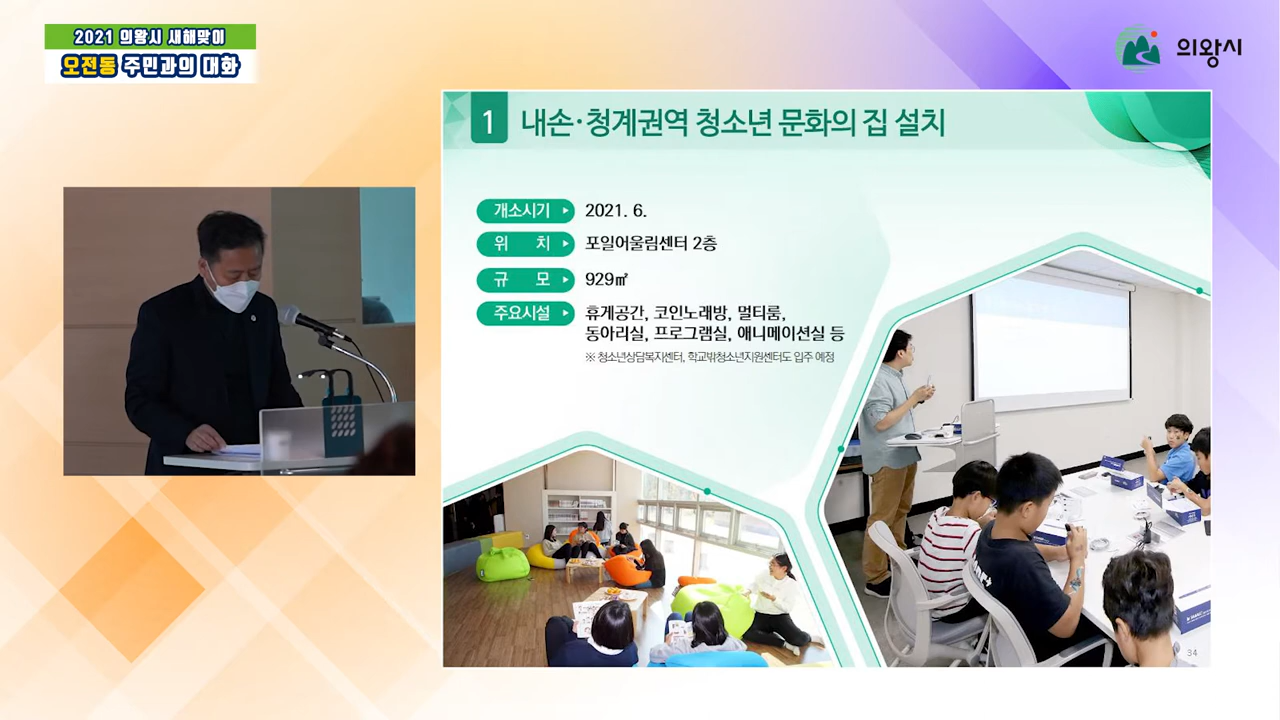 2021 의왕시 새해맞이
오전동 주민과의 대화
의왕시
1 내손·청계권역 청소년 문화의 집 설치
개소시기 2021. 6.
위 치 포일어울림센터 2층
규 모 929㎡
주요시설 휴게공간, 코인노래방, 멀티룸,
동아리실, 프로그램실, 애니메이션실 등
※ 청소년상담복지센터, 학교밖청소년지원센터도 입주 예정
34